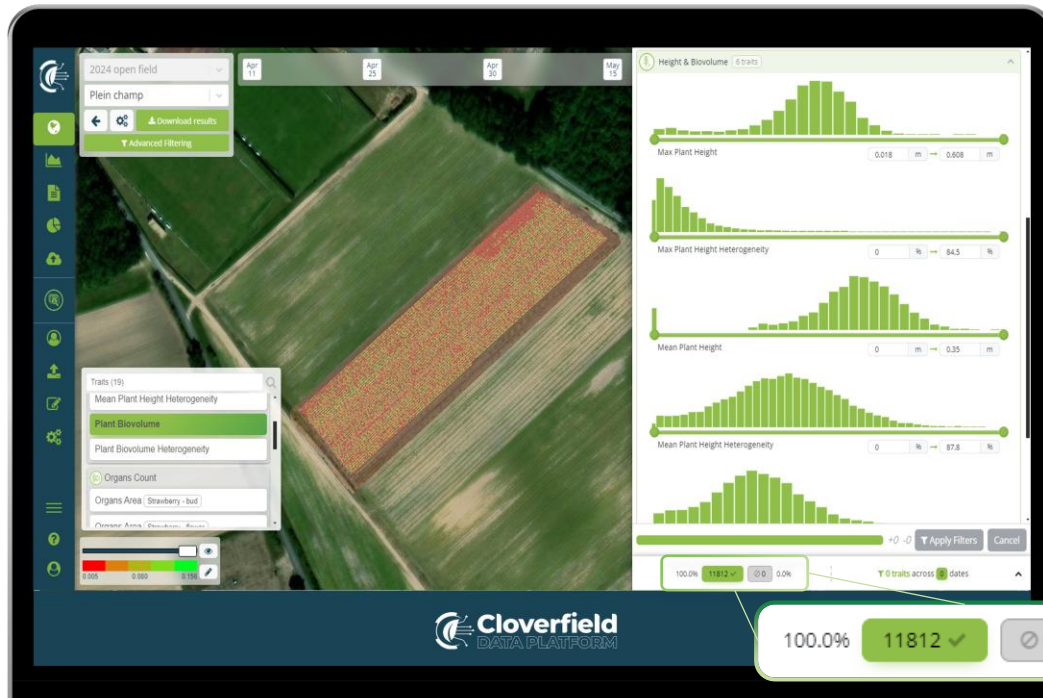 2024 open field
Plein champ
Download results
Advanced Filtering
Apr 11
Apr 25
Apr 30
May 15
Height & Biovolume 6 traits
Max Plant Height 0.018 m → 0.608 m
Max Plant Height Heterogeneity 0 % → 84.5 %
Mean Plant Height 0 m → 0.35 m
Mean Plant Height Heterogeneity 0 % → 87.8 %
Traits (19)
Mean Plant Height Heterogeneity
Plant Biovolume
Plant Biovolume Heterogeneity
Organs Count
Organs Area Strawberry - bud
Organs Area Strawberry - flower
0.005 0.080 0.156
+0 -0 Apply Filters Cancel
100.0% 11812 ✓ 0 0.0% 0 traits across 0 dates
Cloverfield
DATA PLATFORM
100.0% 11812 ✓